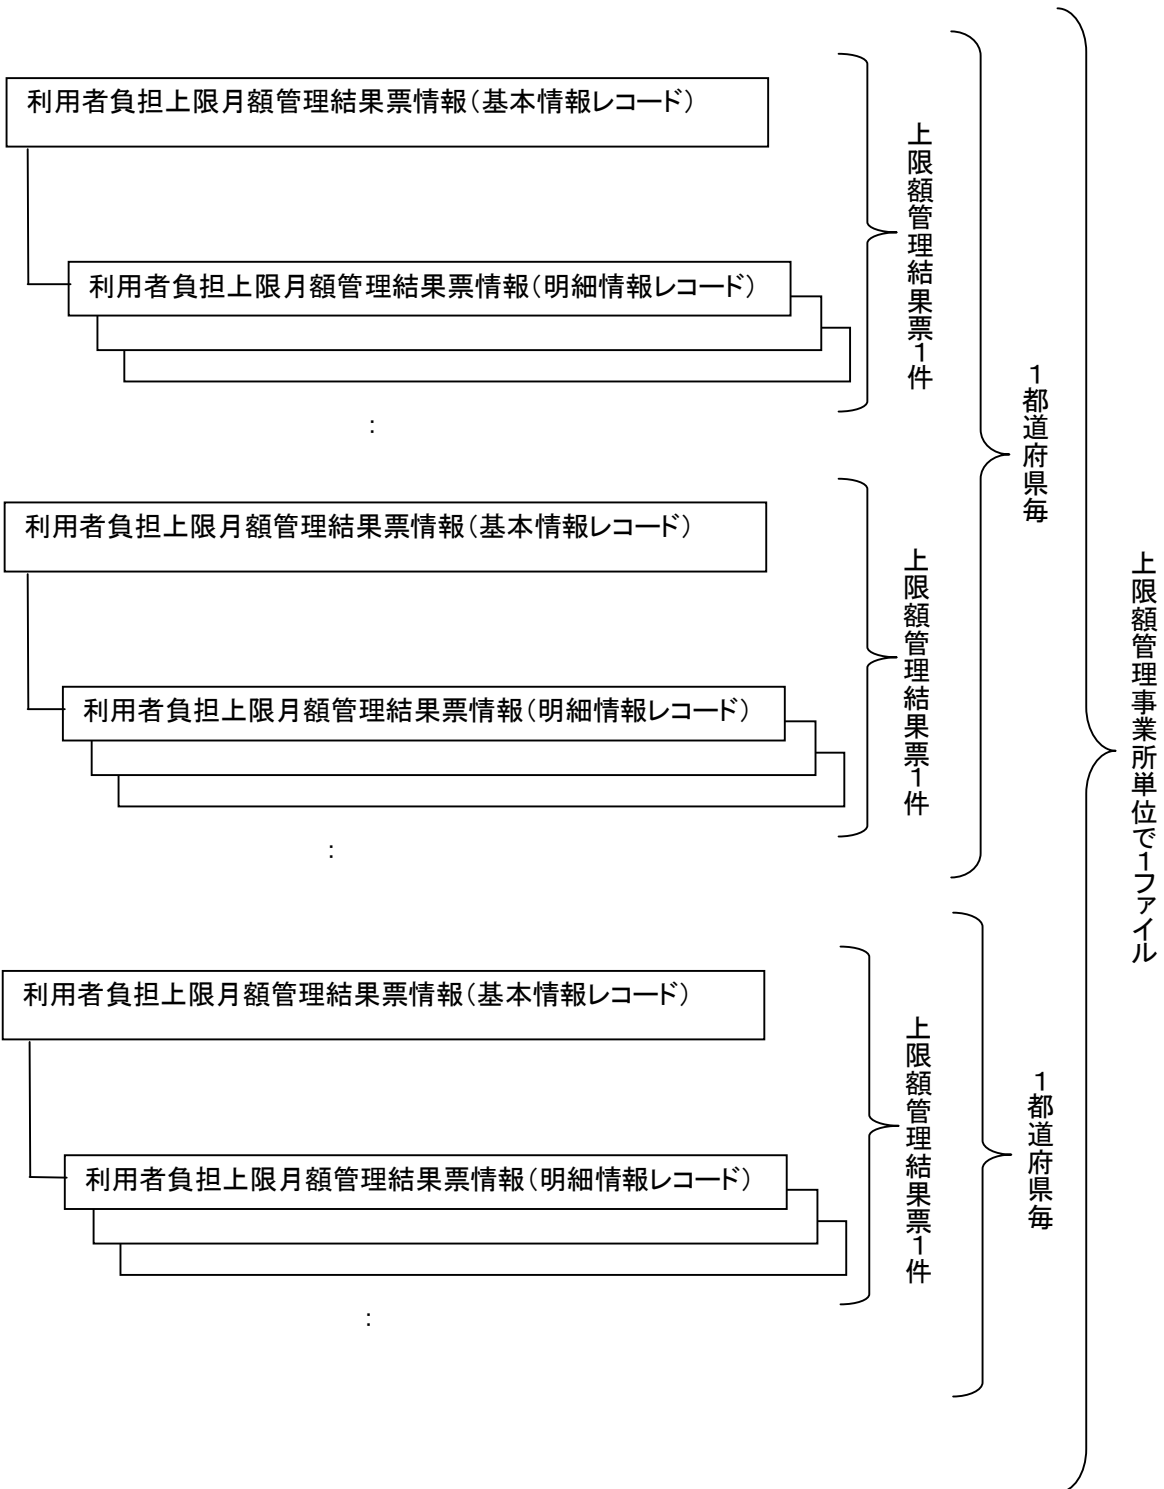 利用者負担上限月額管理結果票情報（基本情報レコード）
利用者負担上限月額管理結果票情報（明細情報レコード）
：
上限額管理結果票１件
利用者負担上限月額管理結果票情報（基本情報レコード）
利用者負担上限月額管理結果票情報（明細情報レコード）
：
上限額管理結果票１件
１都道府県毎
利用者負担上限月額管理結果票情報（基本情報レコード）
利用者負担上限月額管理結果票情報（明細情報レコード）
：
上限額管理結果票１件
１都道府県毎
上限額管理事業所単位で１ファイル